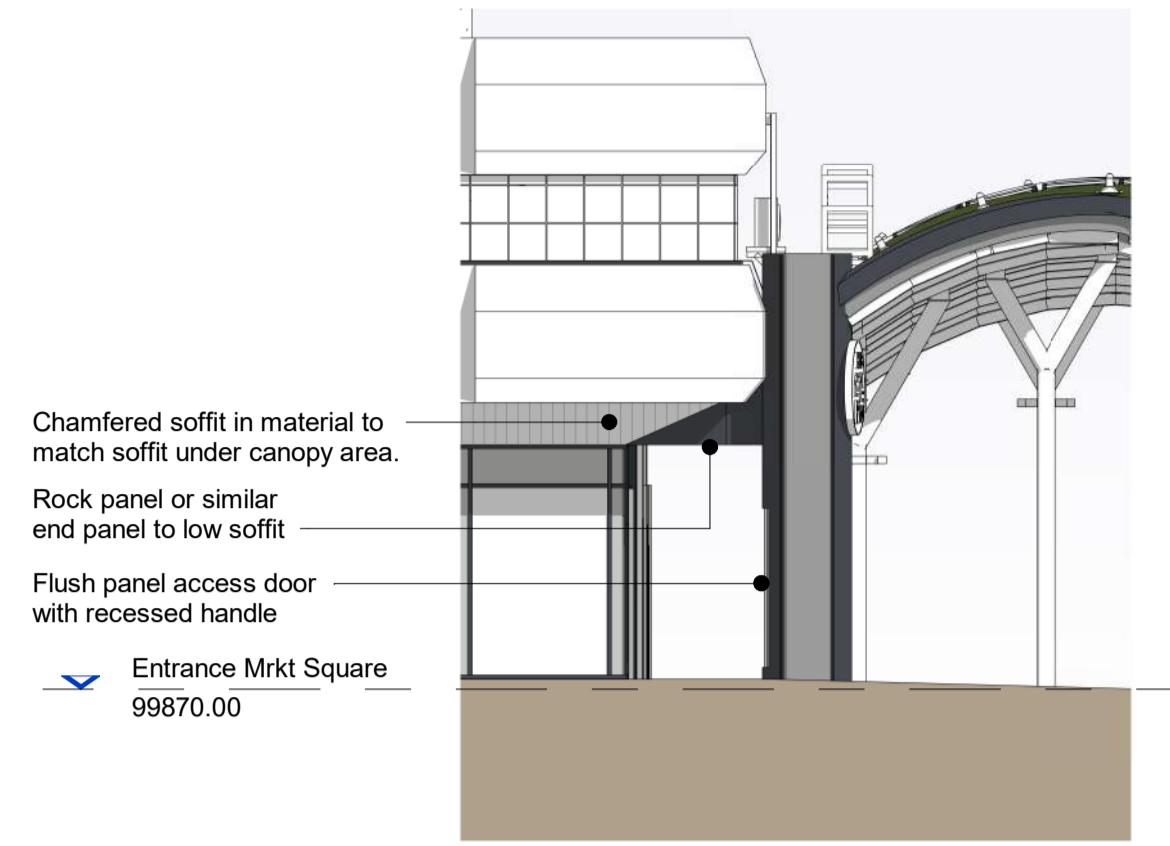 Chamfered soffit in material to
match soffit under canopy area.
Rock panel or similar
end panel to low soffit
Flush panel access door
with recessed handle
Entrance Mrkt Square
99870.00